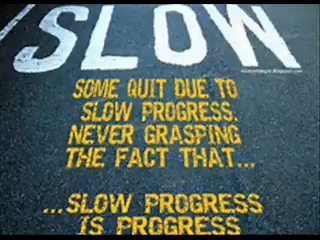 SLOW
SOME QUIT DUE TO
SLOW PROGRESS.
NEVER GRASPING
THE FACT THAT...
...SLOW PROGRESS
IS PROGRESS